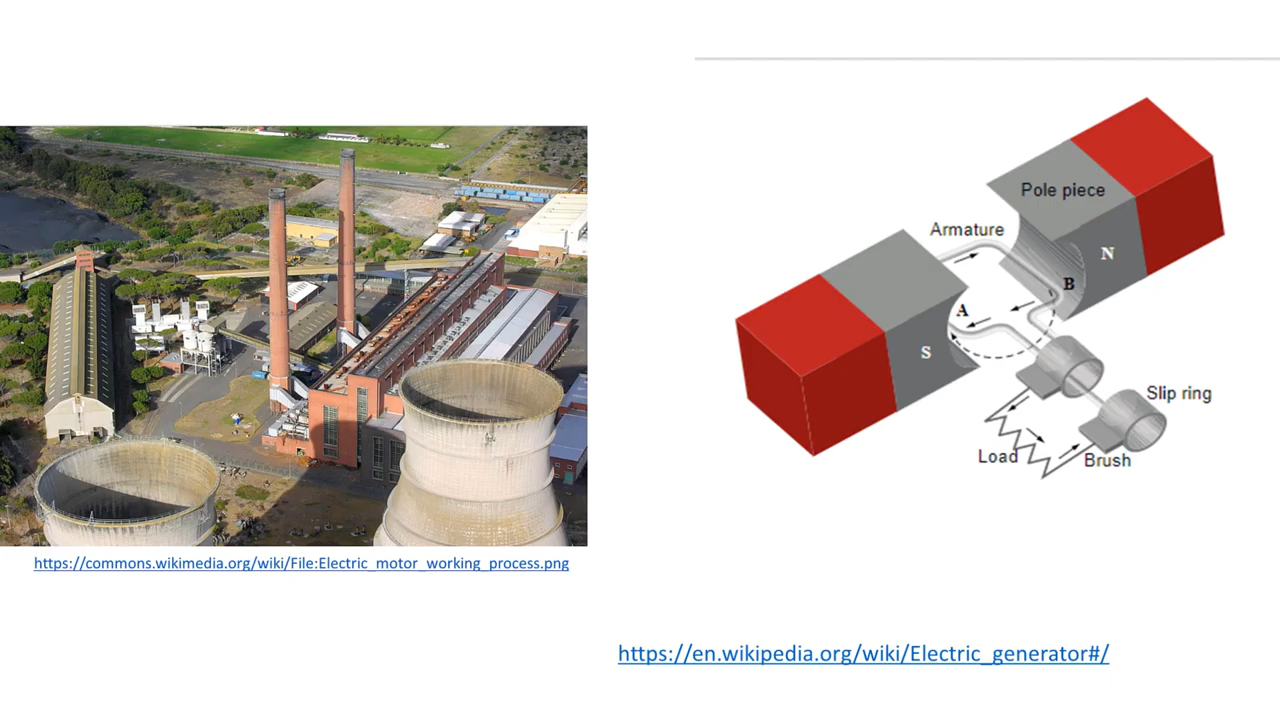 https://commons.wikimedia.org/wiki/File:Electric_motor_working_process.png
Pole piece
Armature
N
B
A
S
Slip ring
Load
Brush
https://en.wikipedia.org/wiki/Electric_generator#/